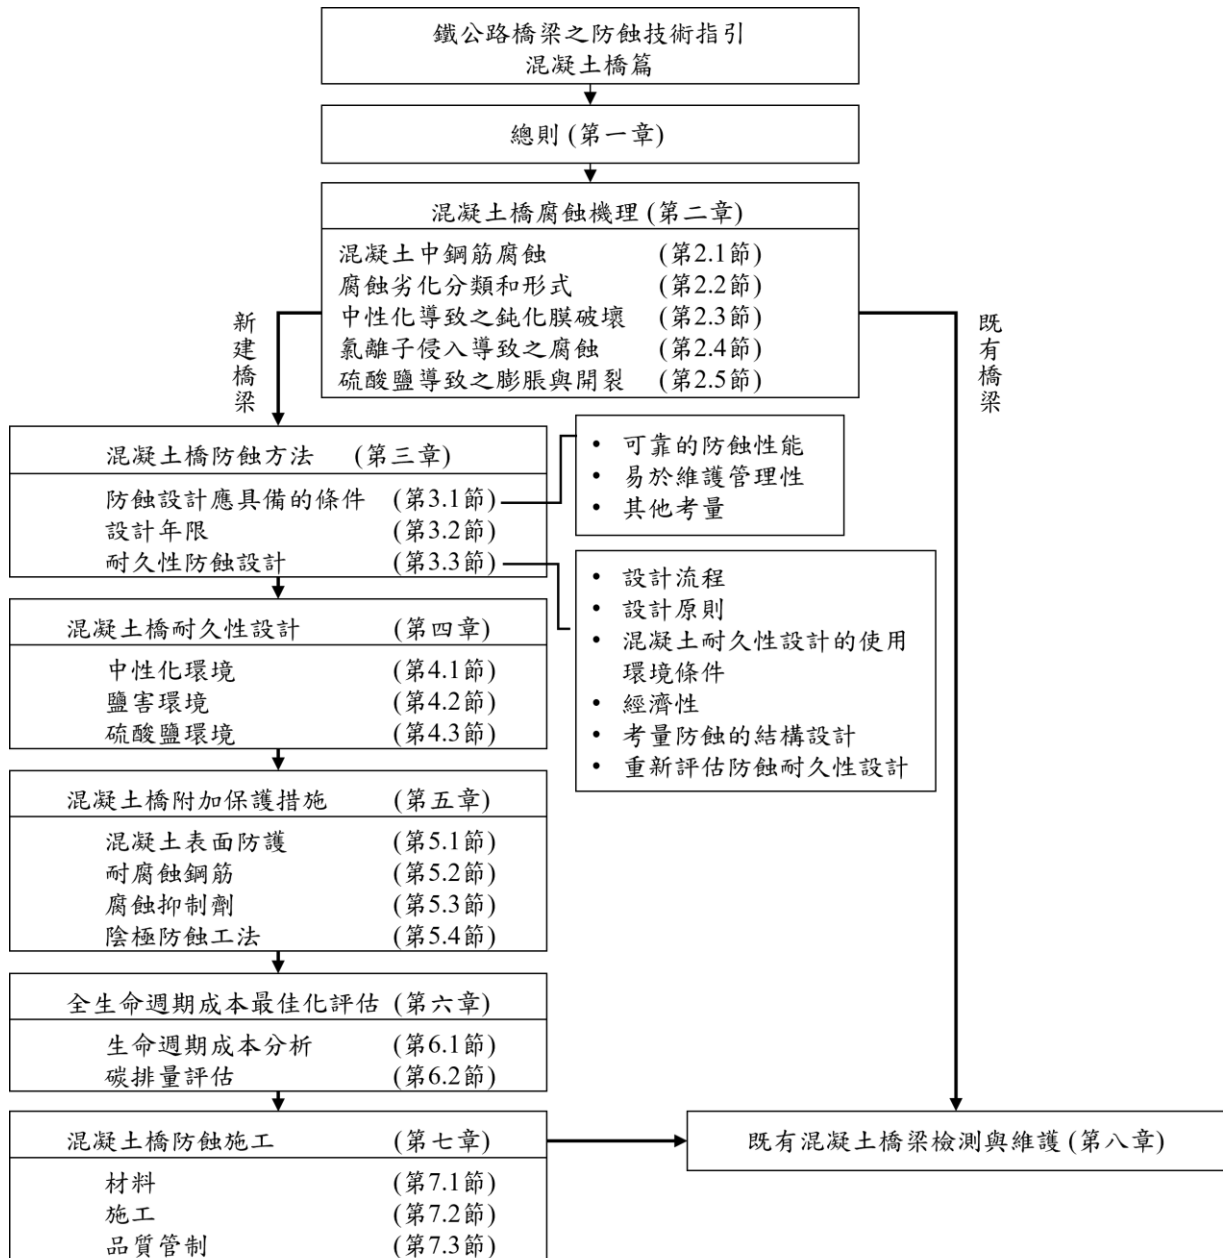 鐵公路橋梁之防蝕技術指引
混凝土橋篇
總則 (第一章)
混凝土橋腐蝕機理 (第二章)
混凝土中鋼筋腐蝕 (第2.1節)
腐蝕劣化分類和形式 (第2.2節)
中性化導致之鈍化膜破壞 (第2.3節)
氯離子侵入導致之腐蝕 (第2.4節)
硫酸鹽導致之膨脹與開裂 (第2.5節)
新建橋梁
既有橋梁
混凝土橋防蝕方法 (第三章)
防蝕設計應具備的條件 (第3.1節)
設計年限 (第3.2節)
耐久性防蝕設計 (第3.3節)
• 可靠的防蝕性能
• 易於維護管理性
• 其他考量
• 設計流程
• 設計原則
• 混凝土耐久性設計的使用
環境條件
• 經濟性
• 考量防蝕的結構設計
• 重新評估防蝕耐久性設計
混凝土橋耐久性設計 (第四章)
中性化環境 (第4.1節)
鹽害環境 (第4.2節)
硫酸鹽環境 (第4.3節)
混凝土橋附加保護措施 (第五章)
混凝土表面防護 (第5.1節)
耐腐蝕鋼筋 (第5.2節)
腐蝕抑制劑 (第5.3節)
陰極防蝕工法 (第5.4節)
全生命週期成本最佳化評估 (第六章)
生命週期成本分析 (第6.1節)
碳排量評估 (第6.2節)
混凝土橋防蝕施工 (第七章)
材料 (第7.1節)
施工 (第7.2節)
品質管制 (第7.3節)
既有混凝土橋梁檢測與維護 (第八章)